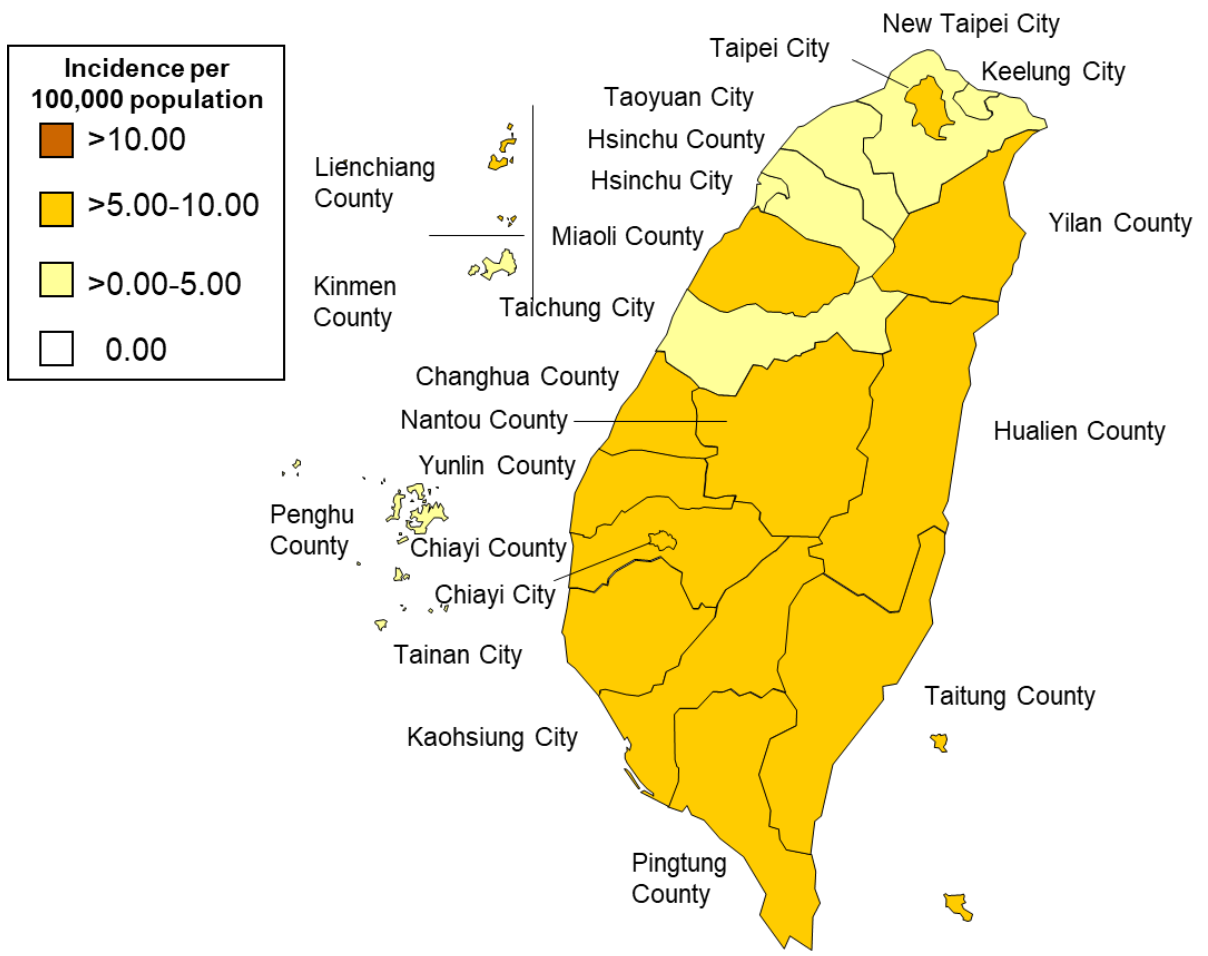 New Taipei City
Taipei City
Keelung City
Incidence per
100,000 population
>10.00
>5.00-10.00
>0.00-5.00
0.00
Taoyuan City
Hsinchu County
Hsinchu City
Lienchiang
County
Miaoli County
Yilan County
Kinmen
County
Taichung City
Changhua County
Nantou County
Hualien County
Yunlin County
Penghu
County
Chiayi County
Chiayi City
Tainan City
Taitung County
Kaohsiung City
Pingtung
County